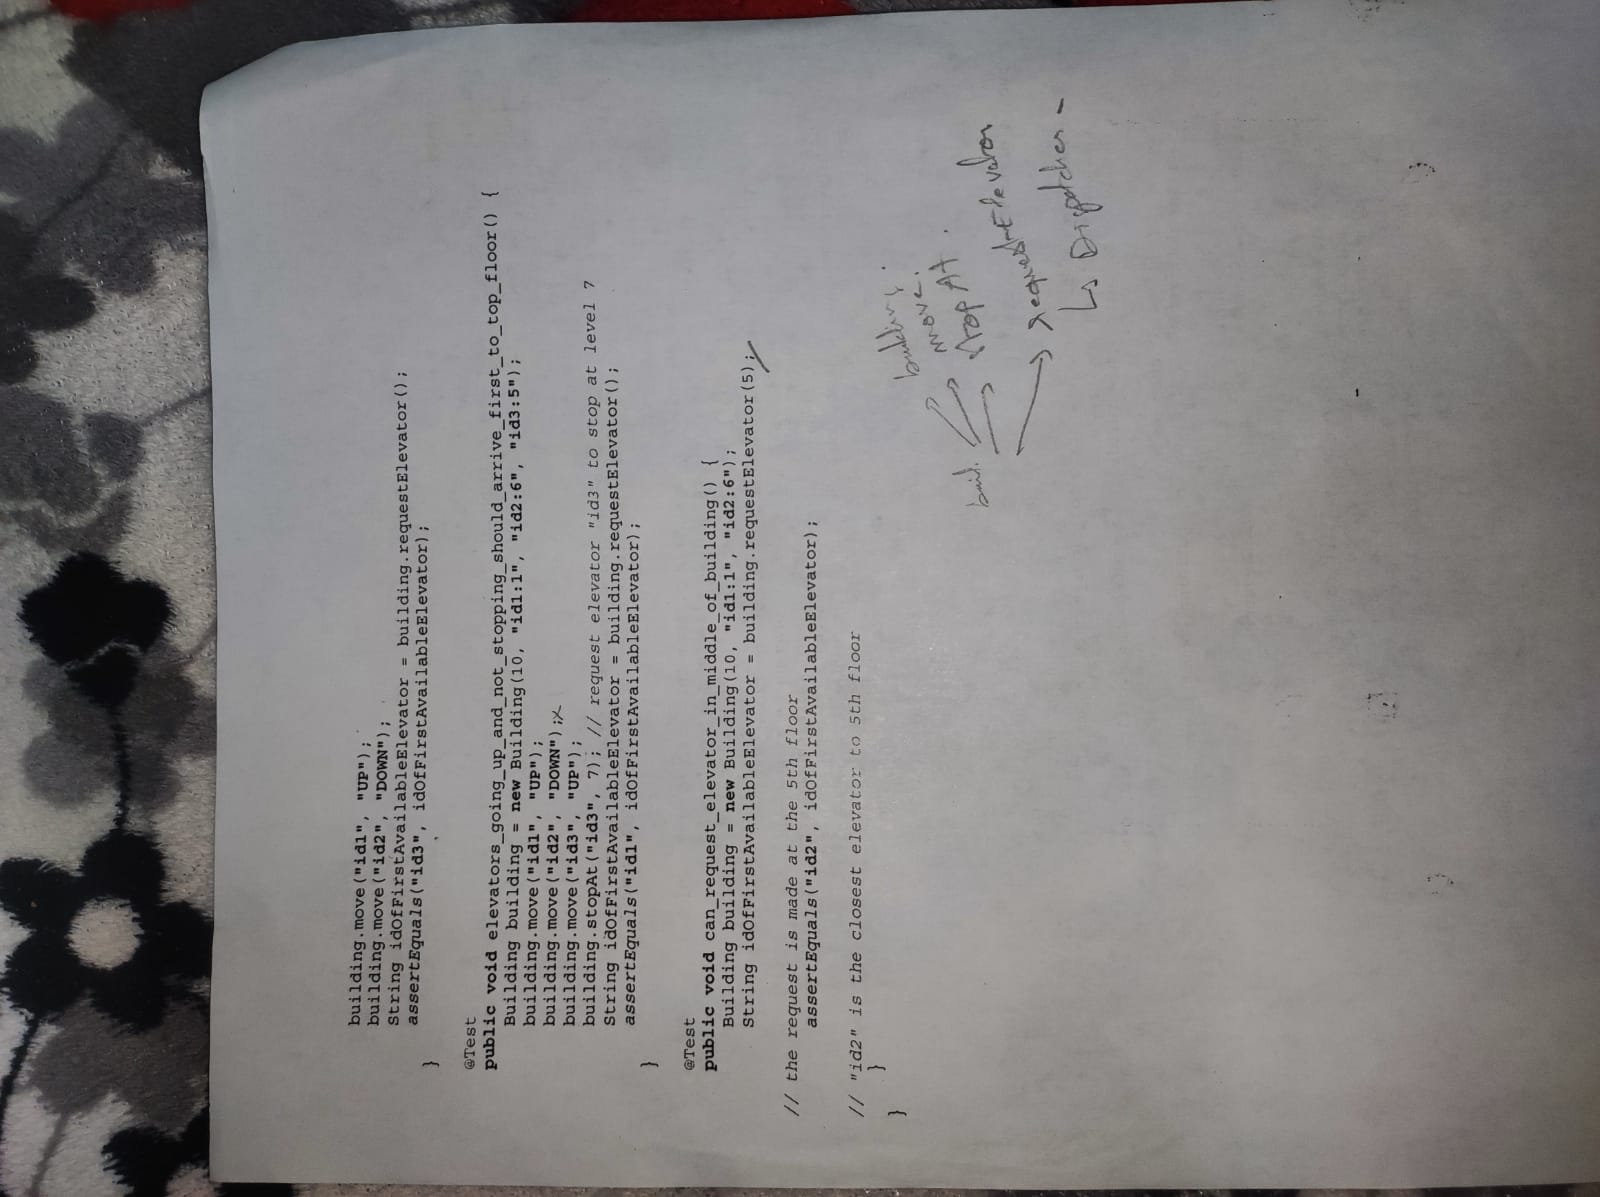 building.move("id1", "UP");
building.move("id2", "DOWN");
String idOfFirstAvailableElevator = building.requestElevator();
assertEquals("id3", idOfFirstAvailableElevator);
}
@Test
public void elevators_going_up_and_not_stopping_should_arrive_first_to_top_floor() {
Building building = new Building(10, "id1:1", "id2:6", "id3:5");
building.move("id1", "UP");
building.move("id2", "DOWN");x
building.move("id3", "UP");
building.stopAt("id3", 7); // request elevator "id3" to stop at level 7
String idOfFirstAvailableElevator = building.requestElevator();
assertEquals("id1", idOfFirstAvailableElevator);
}
@Test
public void can_request_elevator_in_middle_of_building() {
Building building = new Building(10, "id1:1", "id2:6");
String idOfFirstAvailableElevator = building.requestElevator(5);
// the request is made at the 5th floor
assertEquals("id2", idOfFirstAvailableElevator);
// "id2" is the closest elevator to 5th floor
}
}
move.
stop At.
requestElevator
Dispatcher -